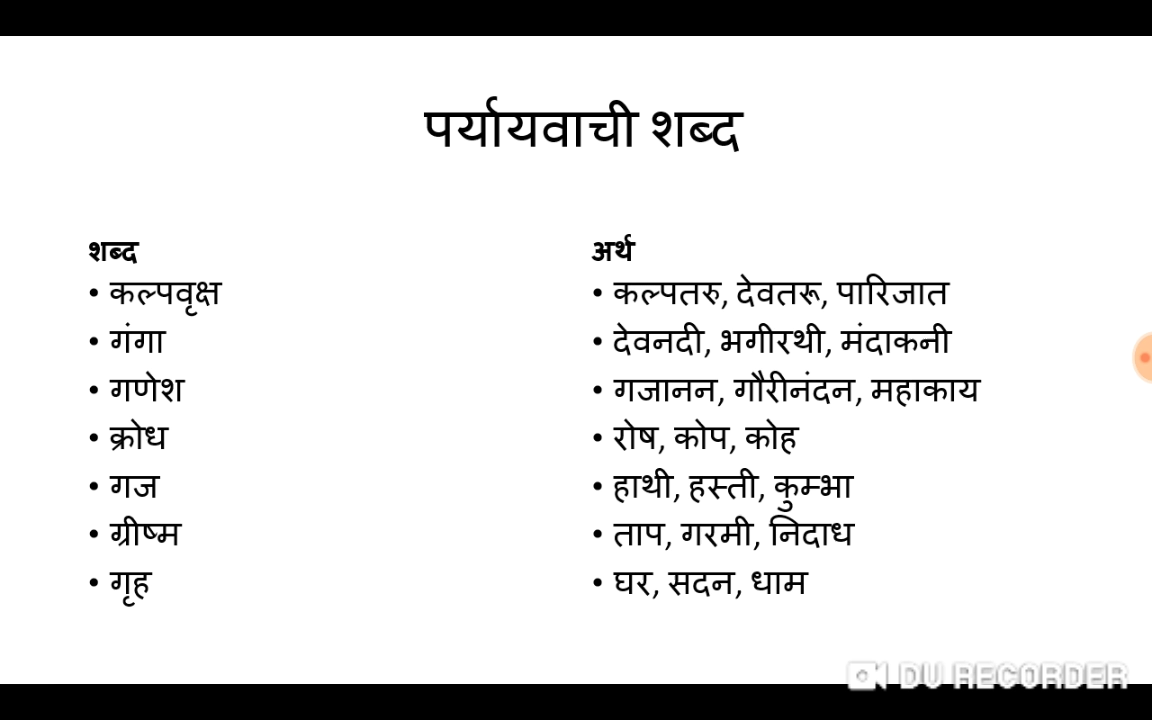 पर्यायवाची शब्द
शब्द
• कल्पवृक्ष
• गंगा
• गणेश
• क्रोध
• गज
• ग्रीष्म
• गृह
अर्थ
• कल्पतरु, देवतरू, पारिजात
• देवनदी, भगीरथी, मंदाकनी
• गजानन, गौरीनंदन, महाकाय
• रोष, कोप, कोह
• हाथी, हस्ती, कुम्भा
• ताप, गरमी, निदाध
• घर, सदन, धाम
DU RECORDER